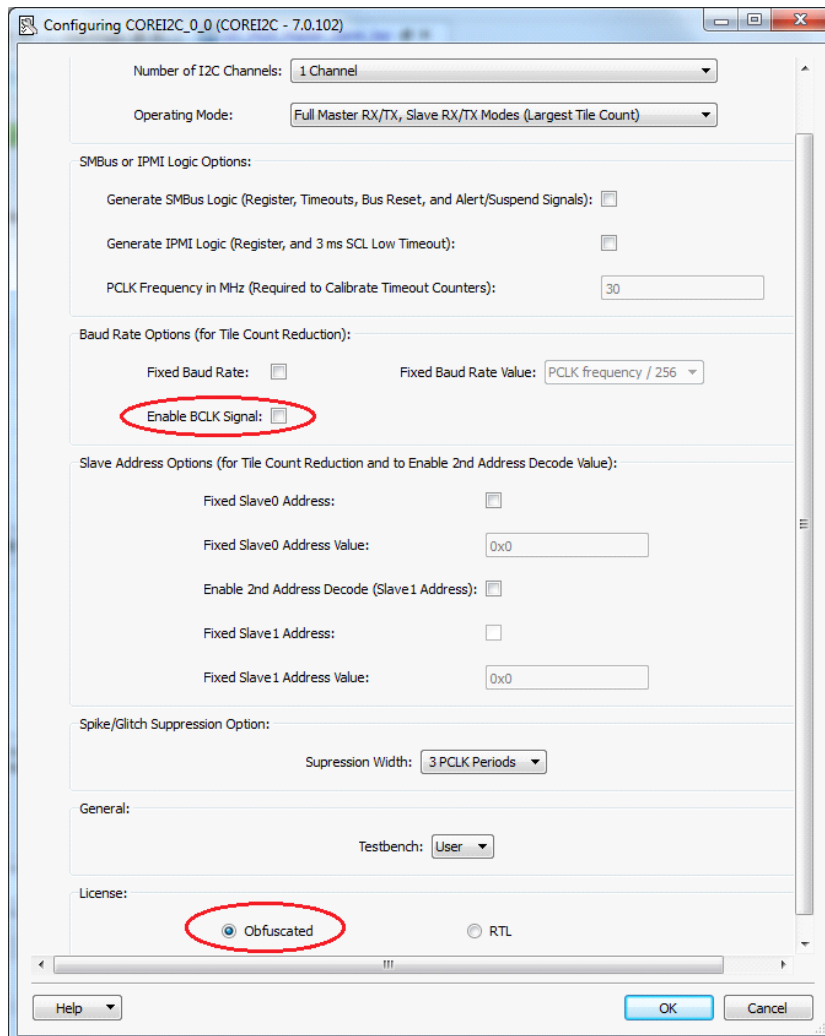 Configuring COREI2C_0_0 (COREI2C - 7.0.102)
Number of I2C Channels: 1 Channel
Operating Mode: Full Master RX/TX, Slave RX/TX Modes (Largest Tile Count)
SMBus or IPMI Logic Options:
Generate SMBus Logic (Register, Timeouts, Bus Reset, and Alert/Suspend Signals):
Generate IPMI Logic (Register, and 3 ms SCL Low Timeout):
PCLK Frequency in MHz (Required to Calibrate Timeout Counters): 30
Baud Rate Options (for Tile Count Reduction):
Fixed Baud Rate: Fixed Baud Rate Value: PCLK frequency / 256
Enable BCLK Signal:
Slave Address Options (for Tile Count Reduction and to Enable 2nd Address Decode Value):
Fixed Slave0 Address:
Fixed Slave0 Address Value: 0x0
Enable 2nd Address Decode (Slave1 Address):
Fixed Slave1 Address:
Fixed Slave1 Address Value: 0x0
Spike/Glitch Suppression Option:
Supression Width: 3 PCLK Periods
General:
Testbench: User
License:
Obfuscated RTL
Help OK Cancel